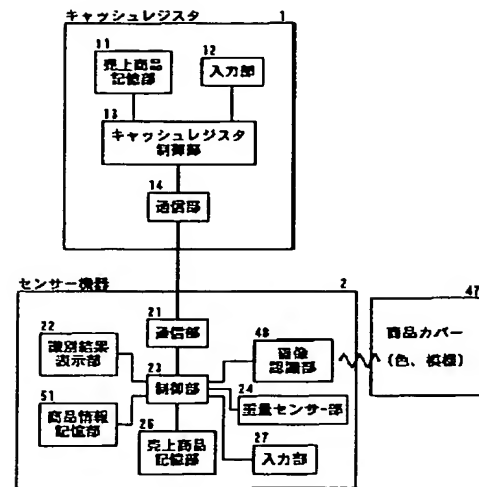 キャッシュレジスタ 1
11
売上商品
記憶部
12
入力部
13
キャッシュレジスタ
制御部
14
通信部
センサー機器 2
21
通信部
22
識別結果
表示部
23
制御部
48
画像
認識部
47
商品カバー
(色、模様)
24
重量センサー部
51
商品情報
記憶部
26
売上商品
記憶部
27
入力部